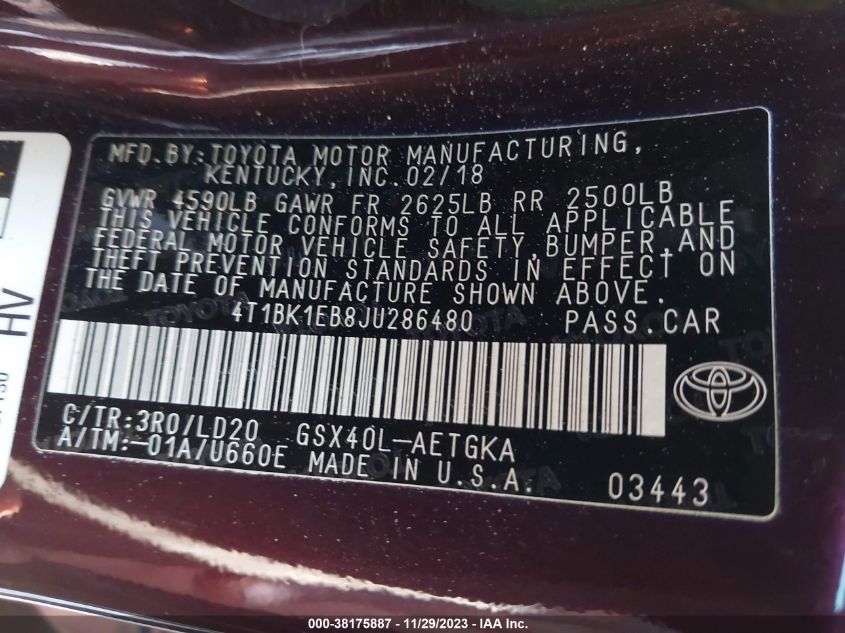 MFD. BY: TOYOTA MOTOR MANUFACTURING,
KENTUCKY, INC. 02/18
GVWR 4590LB GAWR FR 2625LB RR 2500LB
THIS VEHICLE CONFORMS TO ALL APPLICABLE
FEDERAL MOTOR VEHICLE SAFETY, BUMPER, AND
THEFT PREVENTION STANDARDS IN EFFECT ON
THE DATE OF MANUFACTURE SHOWN ABOVE.
4T1BK1EB8JU286480 PASS. CAR
C/TR: 3R0/LD20 GSX40L-AETGKA
A/TM: -01A/U660E MADE IN U.S.A. 03443
HV
000-38175887 - 11/29/2023 - IAA Inc.